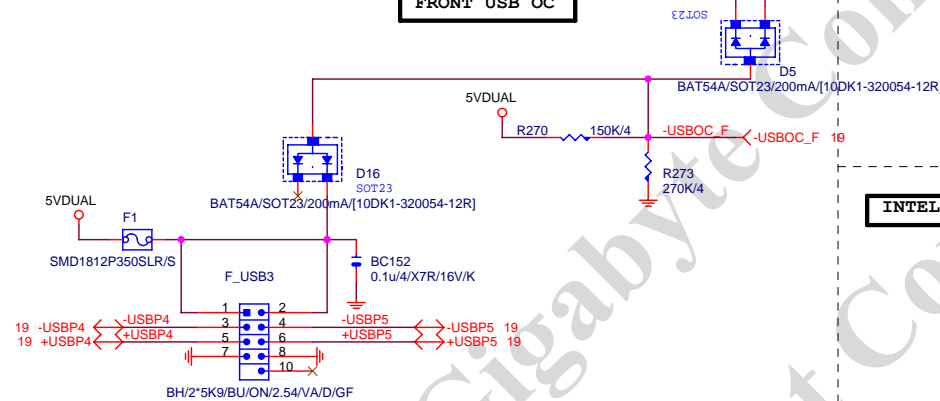 FRONT USB OC
SOT23
D5
BAT54A/SOT23/200mA/[10DK1-320054-12R]
5VDUAL
R270 150K/4 -USBOC_F -USBOC_F 19
R273
270K/4
D16
SOT23
BAT54A/SOT23/200mA/[10DK1-320054-12R]
INTEL
5VDUAL
F1
SMD1812P350SLR/S
BC152
0.1u/4/X7R/16V/K
F_USB3
1 2
19 -USBP4 -USBP4 3 4 -USBP5 -USBP5 19
19 +USBP4 +USBP4 5 6 +USBP5 +USBP5 19
7 8
10
BH/2*5K9/BU/ON/2.54/VA/D/GF
Gigabyte Com
t Co